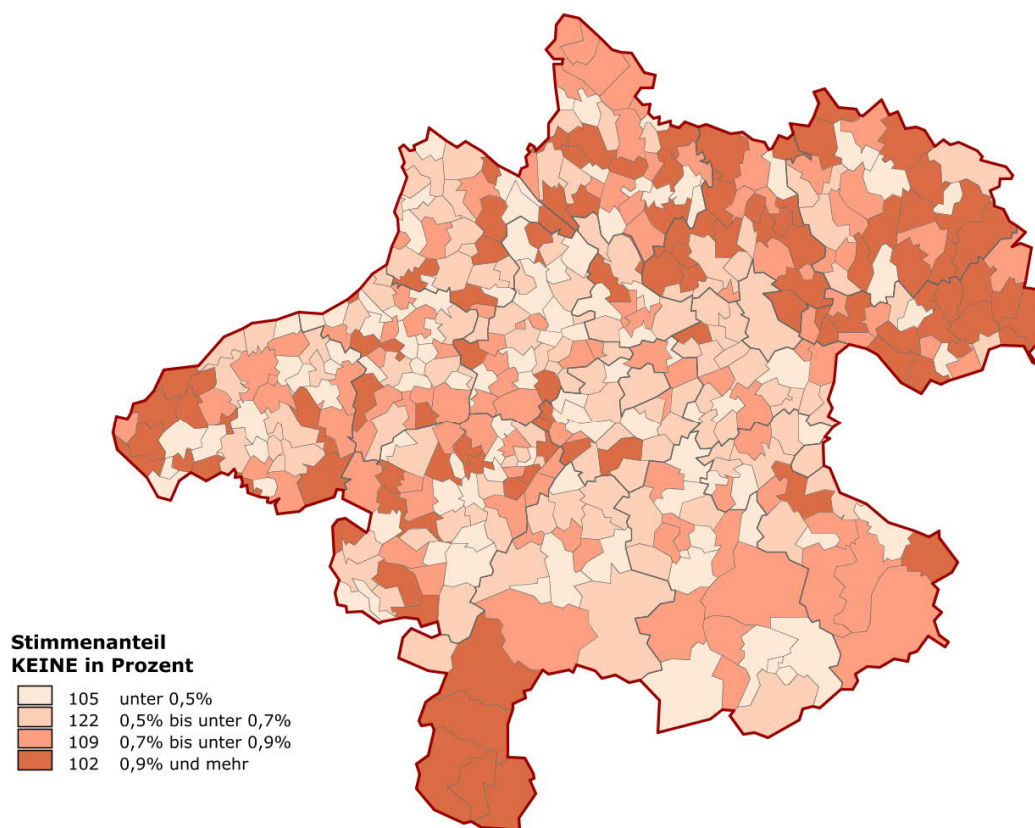 Stimmenanteil
KEINE in Prozent
105 unter 0,5%
122 0,5% bis unter 0,7%
109 0,7% bis unter 0,9%
102 0,9% und mehr